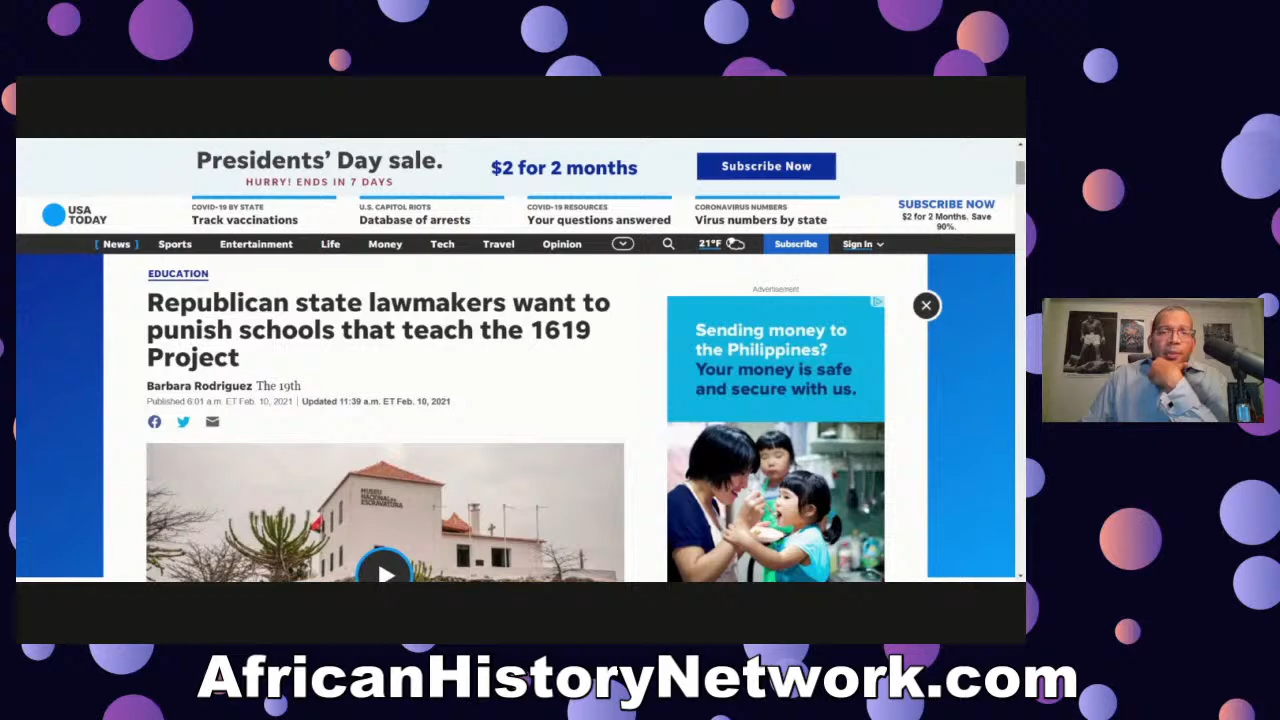 Presidents' Day sale.
HURRY! ENDS IN 7 DAYS
$2 for 2 months
Subscribe Now
USA
TODAY
COVID-19 BY STATE
Track vaccinations
U.S. CAPITOL RIOTS
Database of arrests
COVID-19 RESOURCES
Your questions answered
CORONAVIRUS NUMBERS
Virus numbers by state
SUBSCRIBE NOW
$2 for 2 Months. Save
90%.
[ News ] Sports Entertainment Life Money Tech Travel Opinion 21°F Subscribe Sign In
EDUCATION
Republican state lawmakers want to
punish schools that teach the 1619
Project
Barbara Rodriguez The 19th
Published 6:01 a.m. ET Feb. 10, 2021 | Updated 11:39 a.m. ET Feb. 10, 2021
MUSEU
NACIONAL DA
ESCRAVATURA
Advertisement
Sending money to
the Philippines?
Your money is safe
and secure with us.
AfricanHistoryNetwork.com